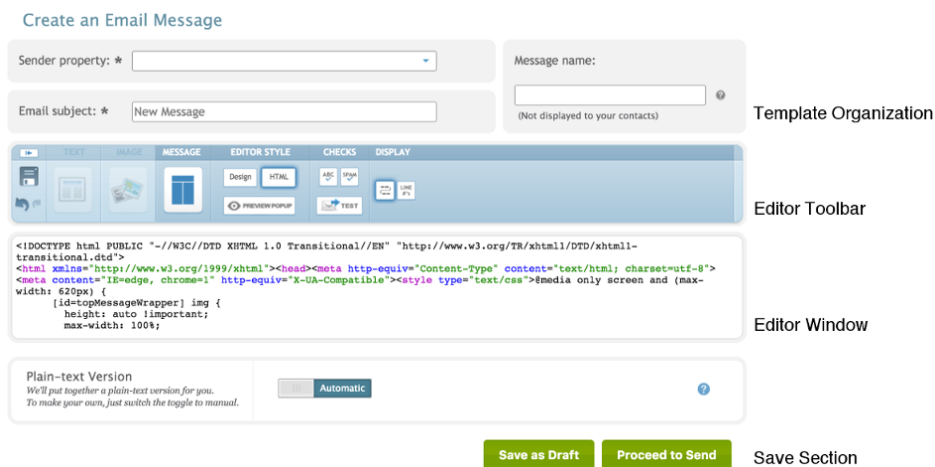 Create an Email Message
Sender property: *
Message name:
Email subject: * New Message
(Not displayed to your contacts)
Template Organization
TEXT IMAGE MESSAGE EDITOR STYLE CHECKS DISPLAY
Design HTML ABC SPAM LINE #'s
PREVIEW POPUP TEST
Editor Toolbar
<!DOCTYPE html PUBLIC "-//W3C//DTD XHTML 1.0 Transitional//EN" "http://www.w3.org/TR/xhtml1/DTD/xhtml1-
transitional.dtd">
<html xmlns="http://www.w3.org/1999/xhtml"><head><meta http-equiv="Content-Type" content="text/html; charset=utf-8">
<meta content="IE=edge, chrome=1" http-equiv="X-UA-Compatible"><style type="text/css">@media only screen and (max-
width: 620px) {
[id=topMessageWrapper] img {
height: auto !important;
max-width: 100%;
Editor Window
Plain-text Version
We'll put together a plain-text version for you.
To make your own, just switch the toggle to manual.
Automatic
?
Save as Draft Proceed to Send
Save Section